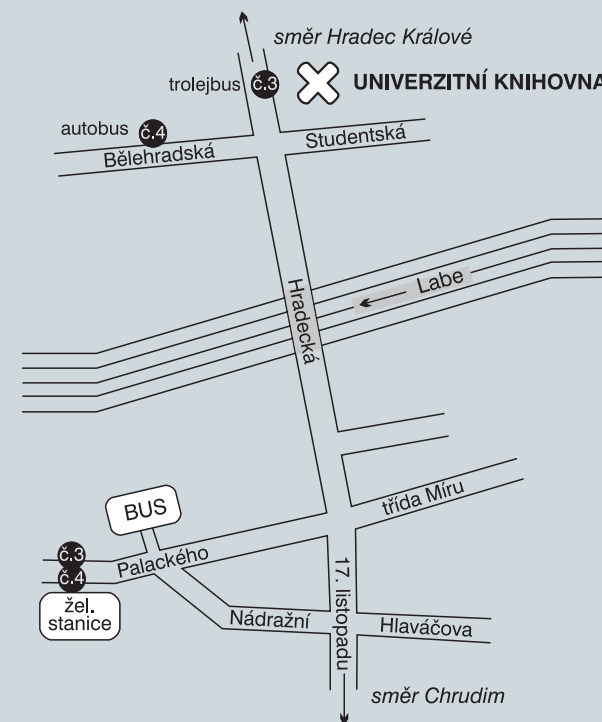 směr Hradec Králové
trolejbus č.3
UNIVERZITNÍ KNIHOVNA
autobus č.4
Bělehradská
Studentská
Labe
Hradecká
třída Míru
BUS
č.3
č.4
Palackého
žel.
stanice
17. listopadu
Nádražní
Hlaváčova
směr Chrudim